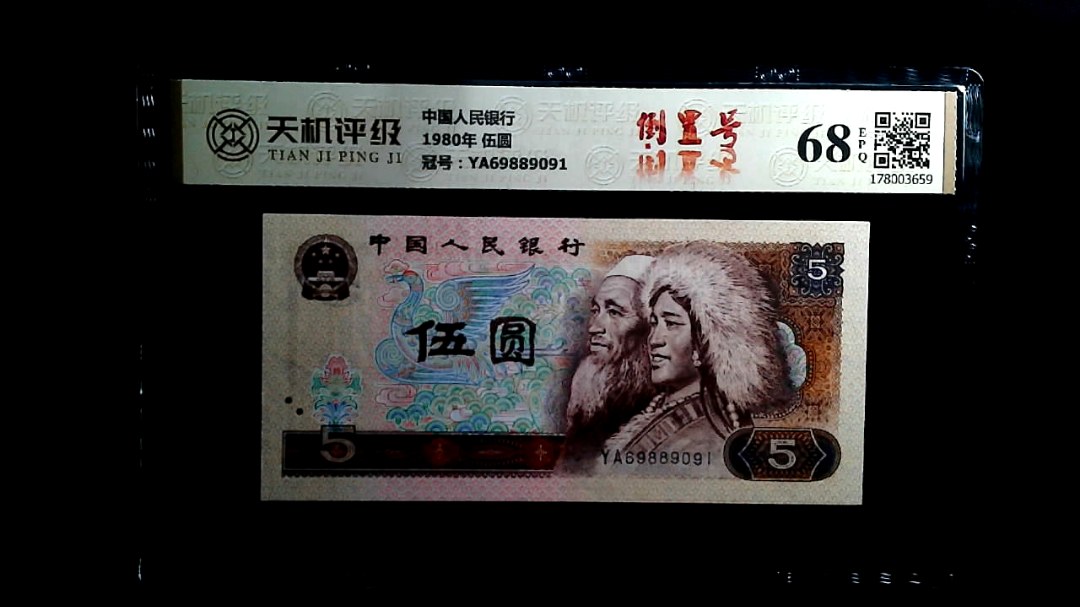 天机评级
TIAN JI PING JI
中国人民银行
1980年 伍圆
冠号：YA69889091
倒置号
68
EPQ
178003659
中国人民银行
5
伍圆
5
YA69889091
5